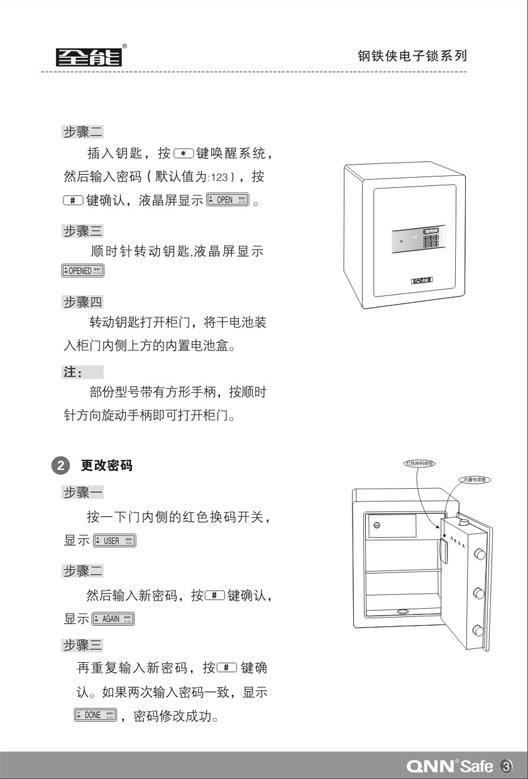 全能®
钢铁侠电子锁系列
步骤二
插入钥匙，按 * 键唤醒系统，
然后输入密码（默认值为:123），按
# 键确认，液晶屏显示 OPEN 。
步骤三
顺时针转动钥匙,液晶屏显示
OPENED
步骤四
转动钥匙打开柜门，将干电池装
入柜门内侧上方的内置电池盒。
注：
部份型号带有方形手柄，按顺时
针方向旋动手柄即可打开柜门。
2 更改密码
步骤一
按一下门内侧的红色换码开关，
显示 USER
步骤二
然后输入新密码，按 # 键确认，
显示 AGAIN
步骤三
再重复输入新密码，按 # 键确
认。如果两次输入密码一致，显示
DONE ，密码修改成功。
红色换码按钮
内置电池盒
QNN® Safe 3